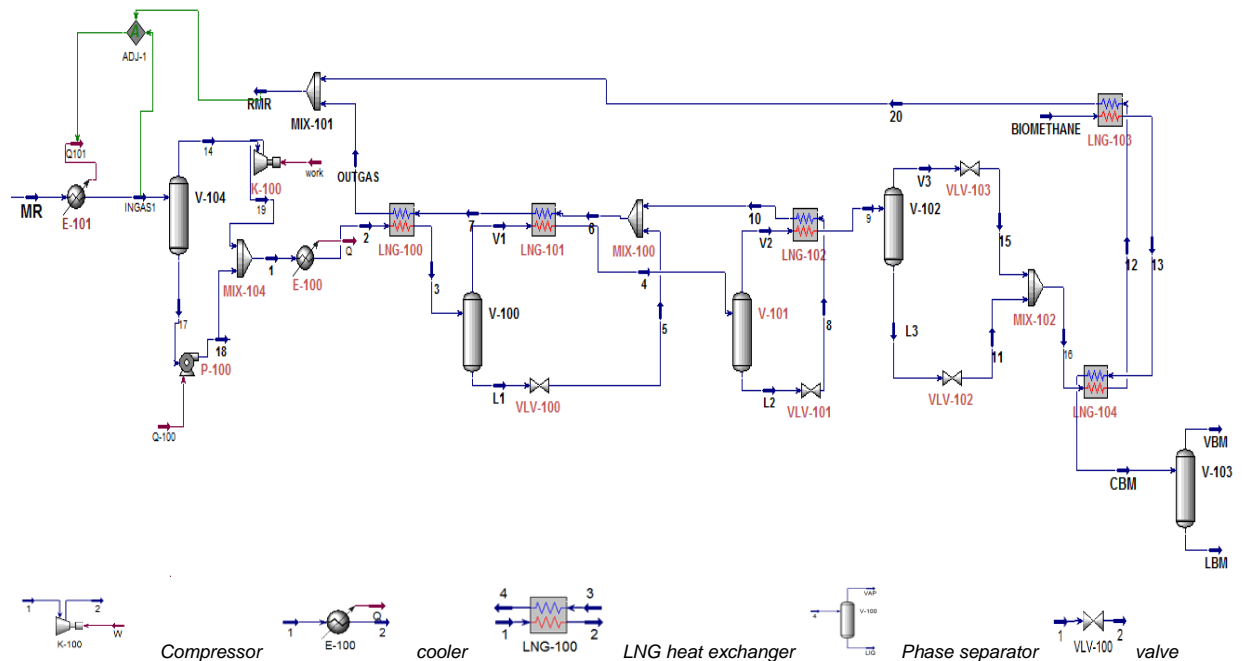 A
ADJ-1
RMR
MIX-101
20
BIOMETHANE
LNG-103
Q101
14
V-104
K-100
work
19
OUTGAS
MR
E-101
INGAS1
MIX-104
1
E-100
Q
2
LNG-100
3
7
V1
LNG-101
6
MIX-100
4
5
10
V2
LNG-102
8
9
V3
VLV-103
V-102
15
12
13
V-100
V-101
L3
11
MIX-102
16
17
18
P-100
L1
VLV-100
L2
VLV-101
VLV-102
LNG-104
Q-100
VBM
V-103
CBM
LBM
1
2
W
K-100
Compressor
1
Q
2
E-100
cooler
4
3
1
2
LNG-100
LNG heat exchanger
VAP
V-100
4
LIQ
Phase separator
1
2
VLV-100
valve